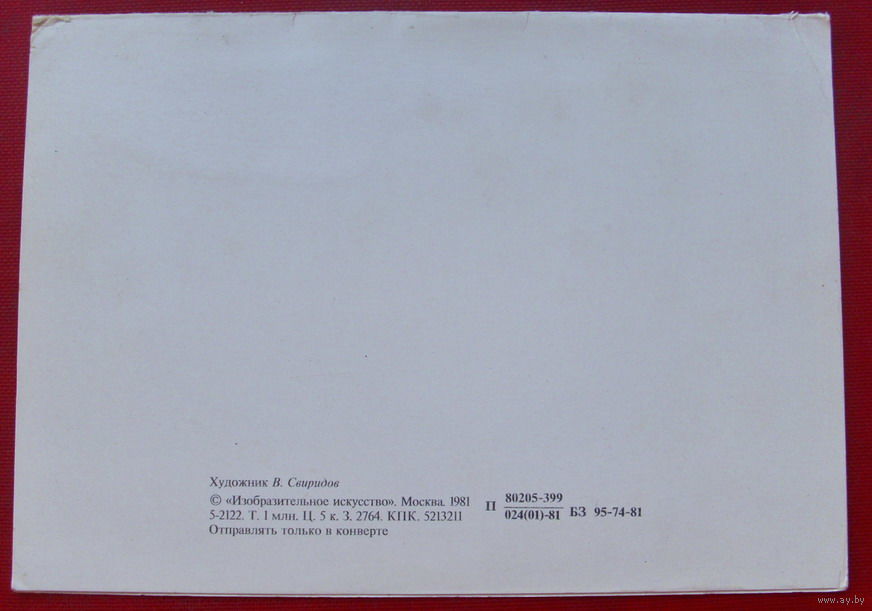 Художник В. Свиридов
© «Изобразительное искусство». Москва. 1981
5-2122. Т. 1 млн. Ц. 5 к. З. 2764. КПК. 5213211
Отправлять только в конверте
П 80205-399
024(01)-81 БЗ 95-74-81
www.ay.by